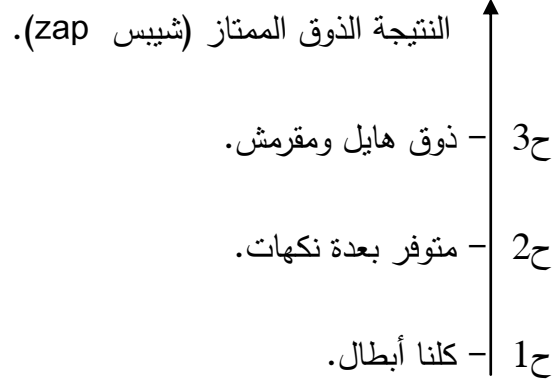 النتيجة الذوق الممتاز (شيبس zap).
ح3 – ذوق هايل ومقرمش.
ح2 – متوفر بعدة نكهات.
ح1 – كلنا أبطال.